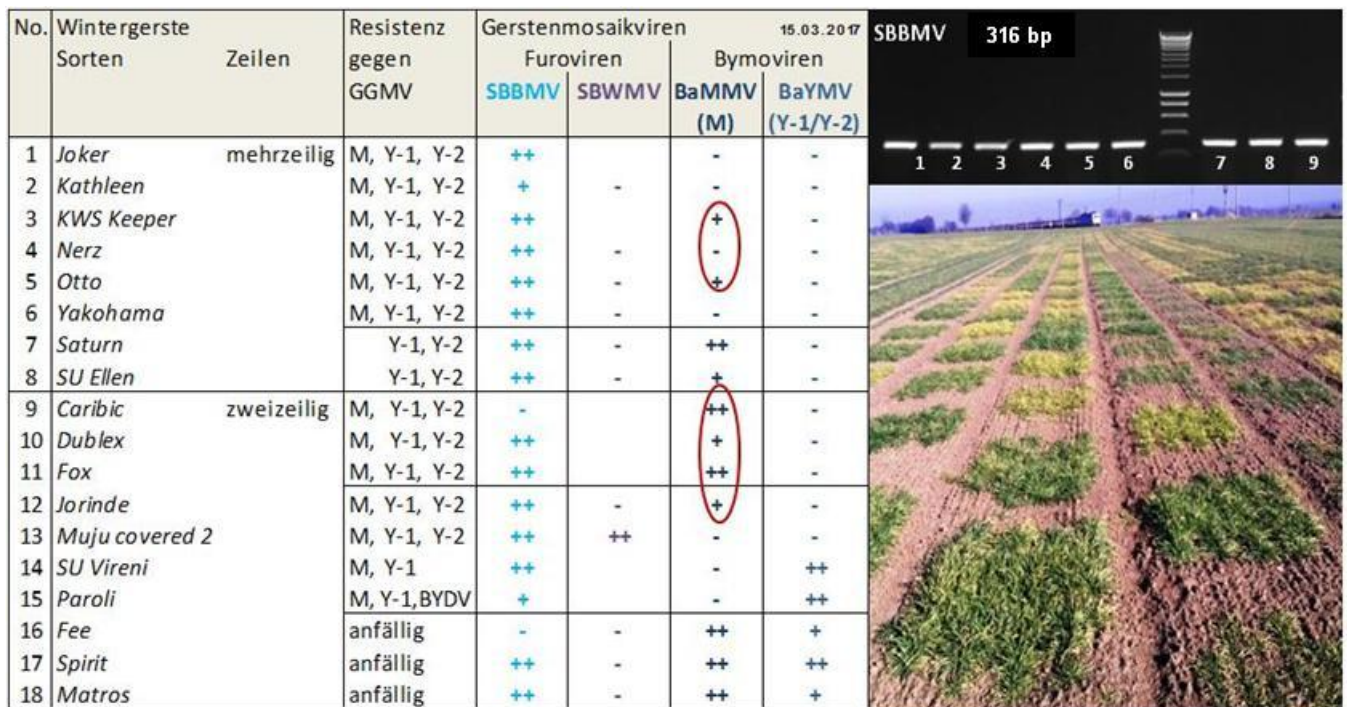 No. Wintergerste Resistenz Gerstenmosaikviren 15.03.2017
Sorten Zeilen gegen Furoviren Bymoviren
GGMV SBBMV SBWMV BaMMV BaYMV
(M) (Y-1/Y-2)
1 Joker mehrzeilig M, Y-1, Y-2 ++ - -
2 Kathleen M, Y-1, Y-2 + - - -
3 KWS Keeper M, Y-1, Y-2 ++ + -
4 Nerz M, Y-1, Y-2 ++ - - -
5 Otto M, Y-1, Y-2 ++ - + -
6 Yakohama M, Y-1, Y-2 ++ - - -
7 Saturn Y-1, Y-2 ++ - ++ -
8 SU Ellen Y-1, Y-2 ++ - + -
9 Caribic zweizeilig M, Y-1, Y-2 - ++ -
10 Dublex M, Y-1, Y-2 ++ + -
11 Fox M, Y-1, Y-2 ++ ++ -
12 Jorinde M, Y-1, Y-2 ++ - + -
13 Muju covered 2 M, Y-1, Y-2 ++ ++ - -
14 SU Vireni M, Y-1 ++ - ++
15 Paroli M, Y-1, BYDV + - ++
16 Fee anfällig - - ++ +
17 Spirit anfällig ++ - ++ ++
18 Matros anfällig ++ - ++ +
SBBMV 316 bp
1 2 3 4 5 6 7 8 9